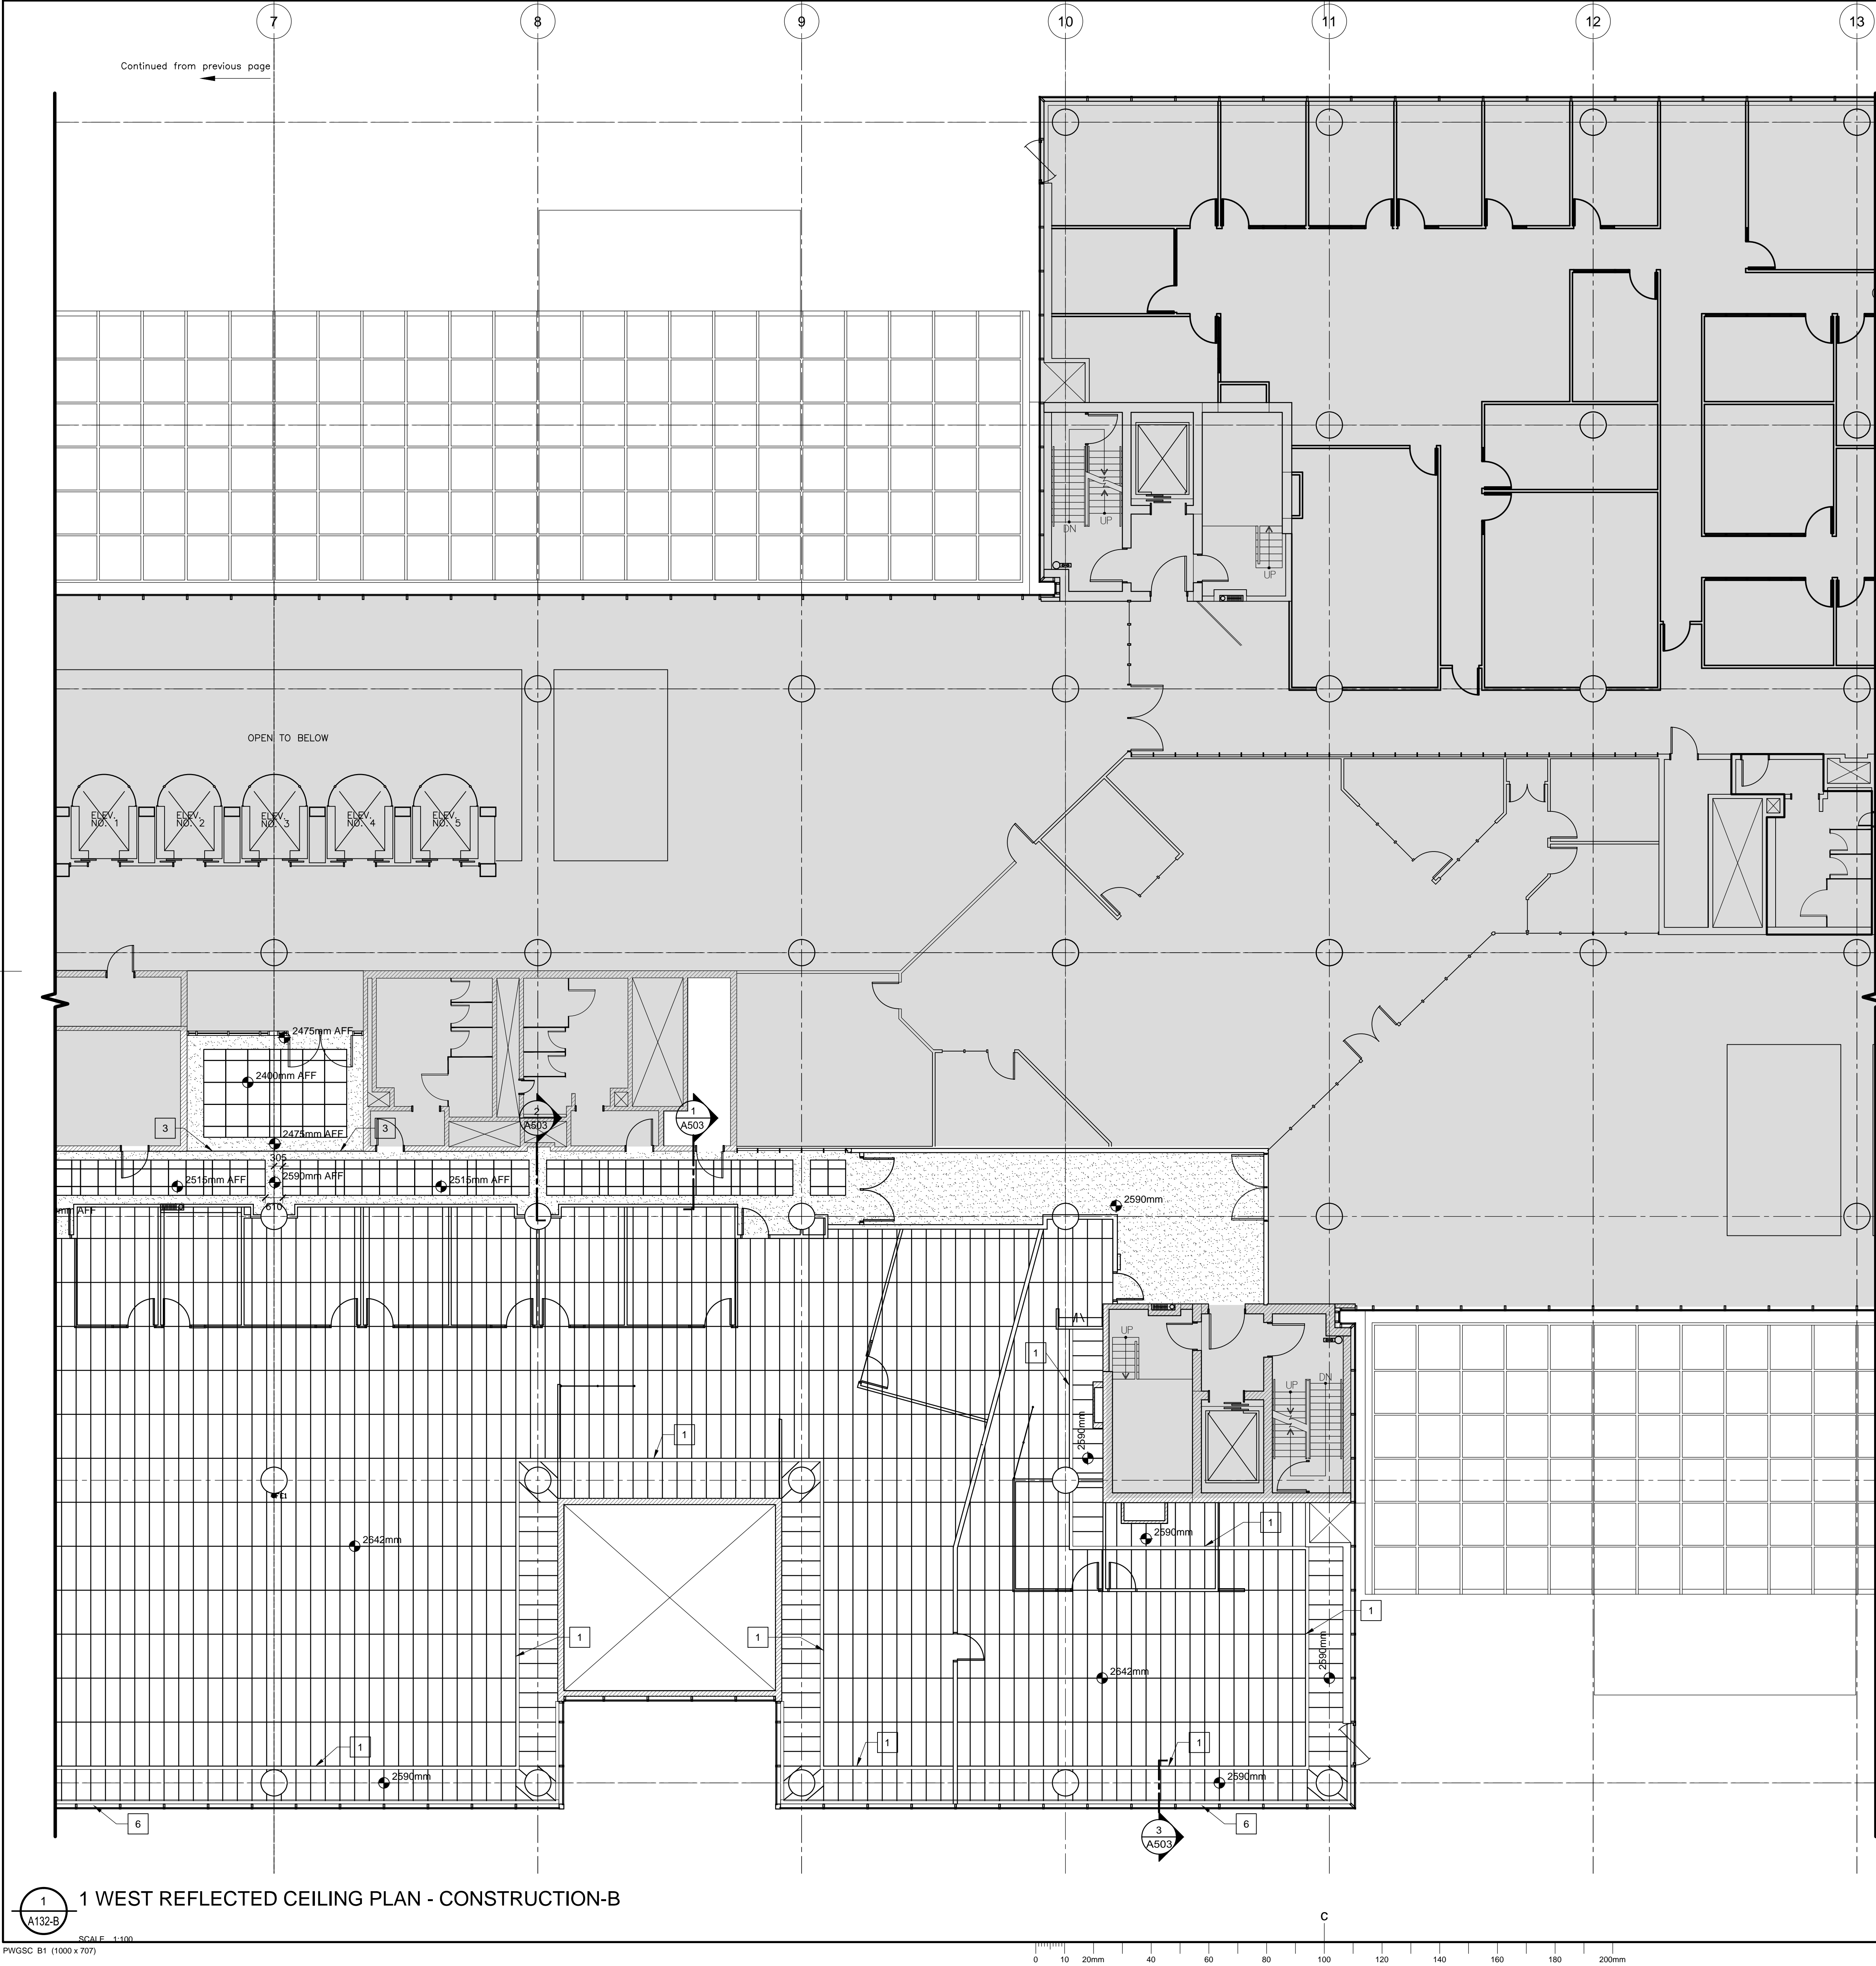 7 8 9 10 11 12 13
Continued from previous page
DN
UP
UP
OPEN TO BELOW
ELEV. NO. 1
ELEV. NO. 2
ELEV. NO. 3
ELEV. NO. 4
ELEV. NO. 5
2475mm AFF
2400mm AFF
2
A503
1
A503
3
2475mm AFF
3
305
2515mm AFF
2590mm AFF
2515mm AFF
610
mm AFF
2590mm
UP
1
UP
DN
1
2590mm
2642mm
2590mm
1
1
1
1
2590mm
2642mm
1
1
1
2590mm
2590mm
6
6
3
A503
1
A132-B
1 WEST REFLECTED CEILING PLAN - CONSTRUCTION-B
SCALE 1:100
C
PWGSC B1 (1000 x 707)
0 10 20mm 40 60 80 100 120 140 160 180 200mm